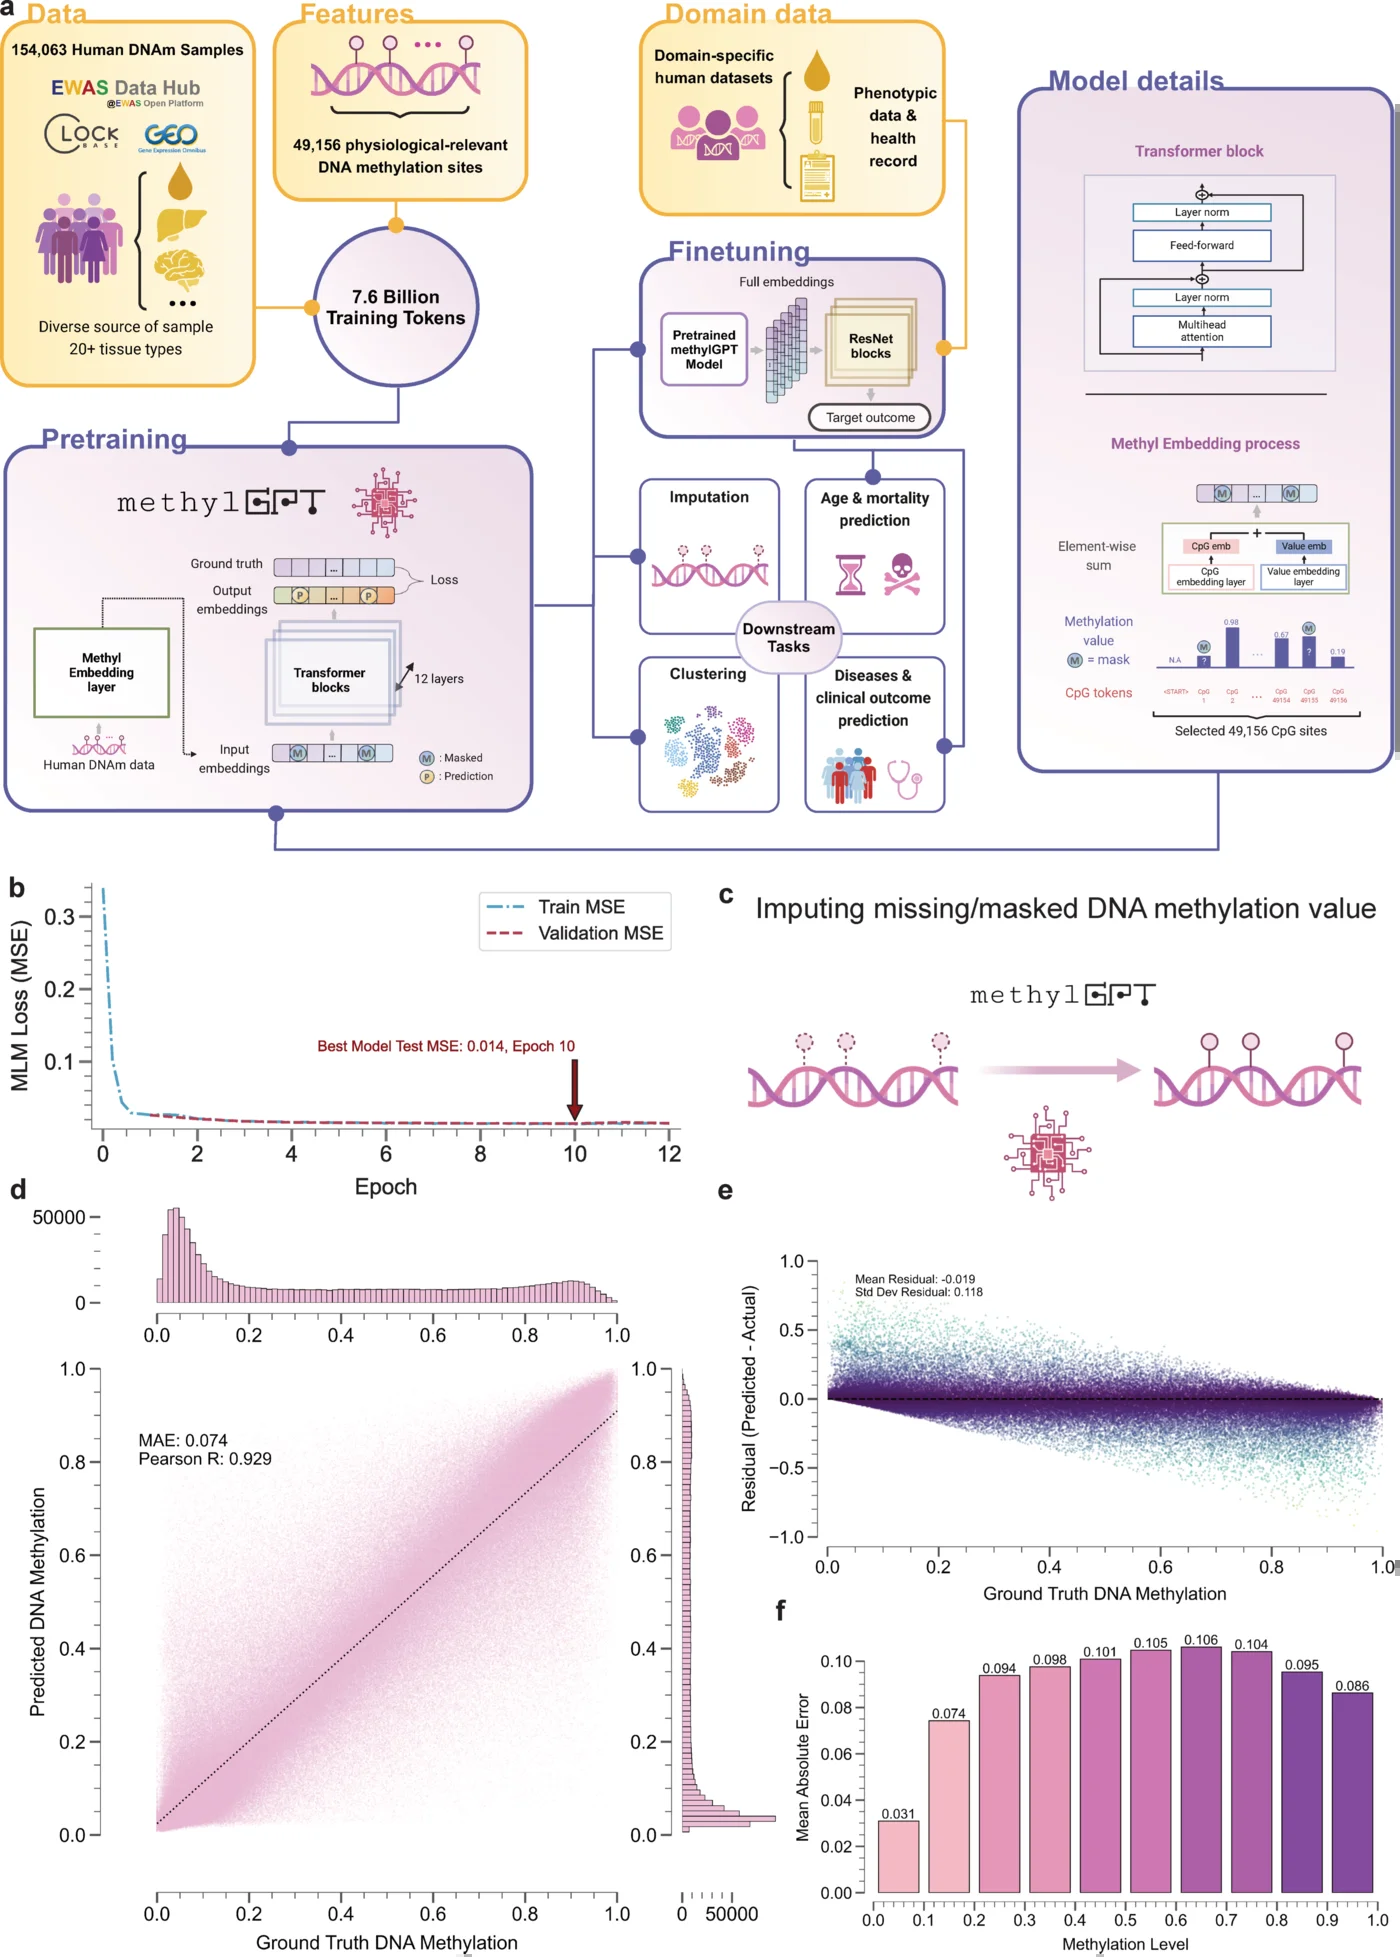 a
Data
154,063 Human DNAm Samples
EWAS Data Hub
@EWAS Open Platform
CLOCK
BASE
GEO
Gene Expression Omnibus
Diverse source of sample
20+ tissue types
Features
49,156 physiological-relevant
DNA methylation sites
7.6 Billion
Training Tokens
Domain data
Domain-specific
human datasets
Phenotypic
data &
health
record
Finetuning
Full embeddings
Pretrained
methylGPT
Model
ResNet
blocks
Target outcome
Pretraining
methylGPT
Ground truth
...
Loss
Output
embeddings
P
...
P
Methyl
Embedding
layer
Transformer
blocks
12 layers
Human DNAm data
Input
embeddings
M
...
M
M : Masked
P : Prediction
Imputation
Age & mortality
prediction
Downstream
Tasks
Clustering
Diseases &
clinical outcome
prediction
Model details
Transformer block
Layer norm
Feed-forward
Layer norm
Multihead
attention
Methyl Embedding process
M
...
M
Element-wise
sum
+
CpG emb
Value emb
CpG
embedding layer
Value embedding
layer
Methylation
value
M = mask
N.A
M
?
0.98
...
0.67
M
?
0.19
CpG tokens
<START>
CpG
1
CpG
2
...
CpG
49154
CpG
49155
CpG
49156
Selected 49,156 CpG sites
b
MLM Loss (MSE)
0.3
0.2
0.1
Train MSE
Validation MSE
Best Model Test MSE: 0.014, Epoch 10
0 2 4 6 8 10 12
Epoch
c
Imputing missing/masked DNA methylation value
methylGPT
d
50000
0
0.0 0.2 0.4 0.6 0.8 1.0
MAE: 0.074
Pearson R: 0.929
Predicted DNA Methylation
1.0
0.8
0.6
0.4
0.2
0.0
0.0 0.2 0.4 0.6 0.8 1.0
Ground Truth DNA Methylation
1.0
0.8
0.6
0.4
0.2
0.0
0 50000
e
Residual (Predicted - Actual)
1.0
0.5
0.0
−0.5
−1.0
Mean Residual: -0.019
Std Dev Residual: 0.118
0.0 0.2 0.4 0.6 0.8 1.0
Ground Truth DNA Methylation
f
Mean Absolute Error
0.10
0.08
0.06
0.04
0.02
0.00
0.031
0.074
0.094
0.098
0.101
0.105
0.106
0.104
0.095
0.086
0.0 0.1 0.2 0.3 0.4 0.5 0.6 0.7 0.8 0.9 1.0
Methylation Level